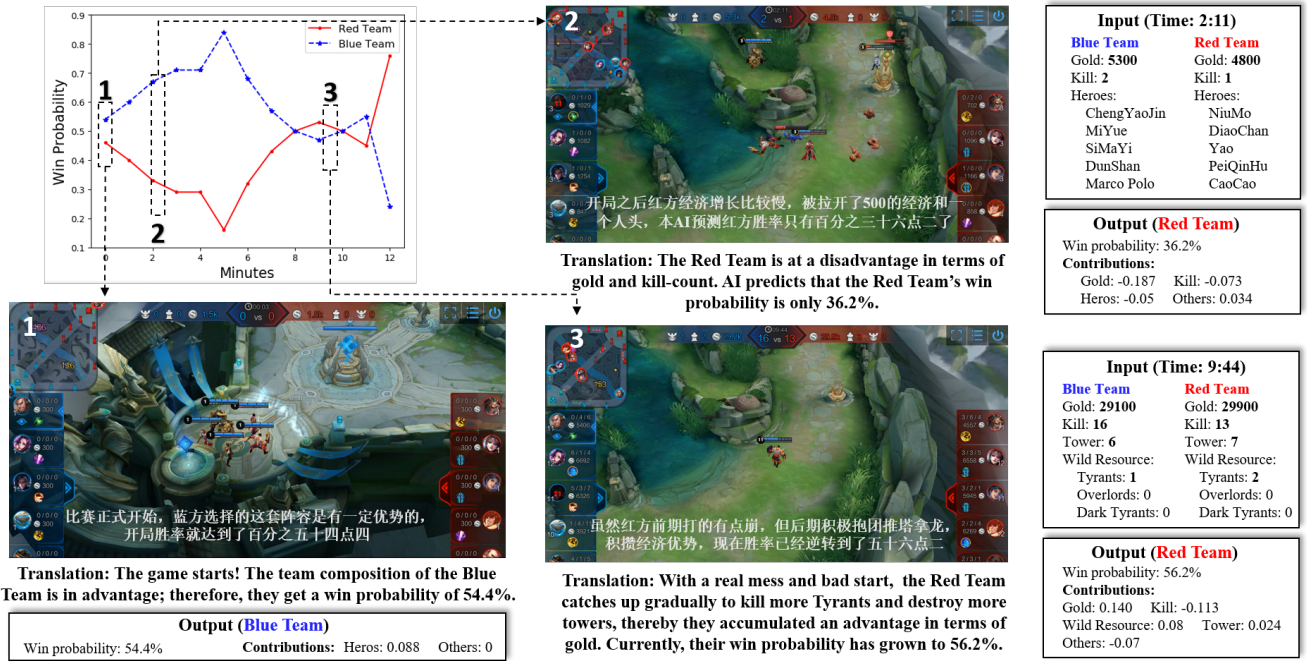 Win Probability
0.9
0.8
0.7
0.6
0.5
0.4
0.3
0.2
0.1
0
2
4
6
8
10
12
Minutes
Red Team
Blue Team
1
2
3
2
2 vs 1
开局之后红方经济增长比较慢，被拉开了500的经济和一
个人头，本AI预测红方胜率只有百分之三十六点二了
Translation: The Red Team is at a disadvantage in terms of
gold and kill-count. AI predicts that the Red Team's win
probability is only 36.2%.
Input (Time: 2:11)
Blue Team
Gold: 5300
Kill: 2
Heroes:
ChengYaoJin
MiYue
SiMaYi
DunShan
Marco Polo
Red Team
Gold: 4800
Kill: 1
Heroes:
NiuMo
DiaoChan
Yao
PeiQinHu
CaoCao
Output (Red Team)
Win probability: 36.2%
Contributions:
Gold: -0.187 Kill: -0.073
Heros: -0.05 Others: 0.034
1
0 vs 0
比赛正式开始，蓝方选择的这套阵容是有一定优势的，
开局胜率就达到了百分之五十四点四
Translation: The game starts! The team composition of the Blue
Team is in advantage; therefore, they get a win probability of 54.4%.
Output (Blue Team)
Win probability: 54.4% Contributions: Heros: 0.088 Others: 0
3
16 vs 13
虽然红方前期打的有点崩，但后期积极抱团推塔拿龙，
积攒经济优势，现在胜率已经逆转到了五十六点二
Translation: With a real mess and bad start, the Red Team
catches up gradually to kill more Tyrants and destroy more
towers, thereby they accumulated an advantage in terms of
gold. Currently, their win probability has grown to 56.2%.
Input (Time: 9:44)
Blue Team
Gold: 29100
Kill: 16
Tower: 6
Wild Resource:
Tyrants: 1
Overlords: 0
Dark Tyrants: 0
Red Team
Gold: 29900
Kill: 13
Tower: 7
Wild Resource:
Tyrants: 2
Overlords: 0
Dark Tyrants: 0
Output (Red Team)
Win probability: 56.2%
Contributions:
Gold: 0.140 Kill: -0.113
Wild Resource: 0.08 Tower: 0.024
Others: -0.07